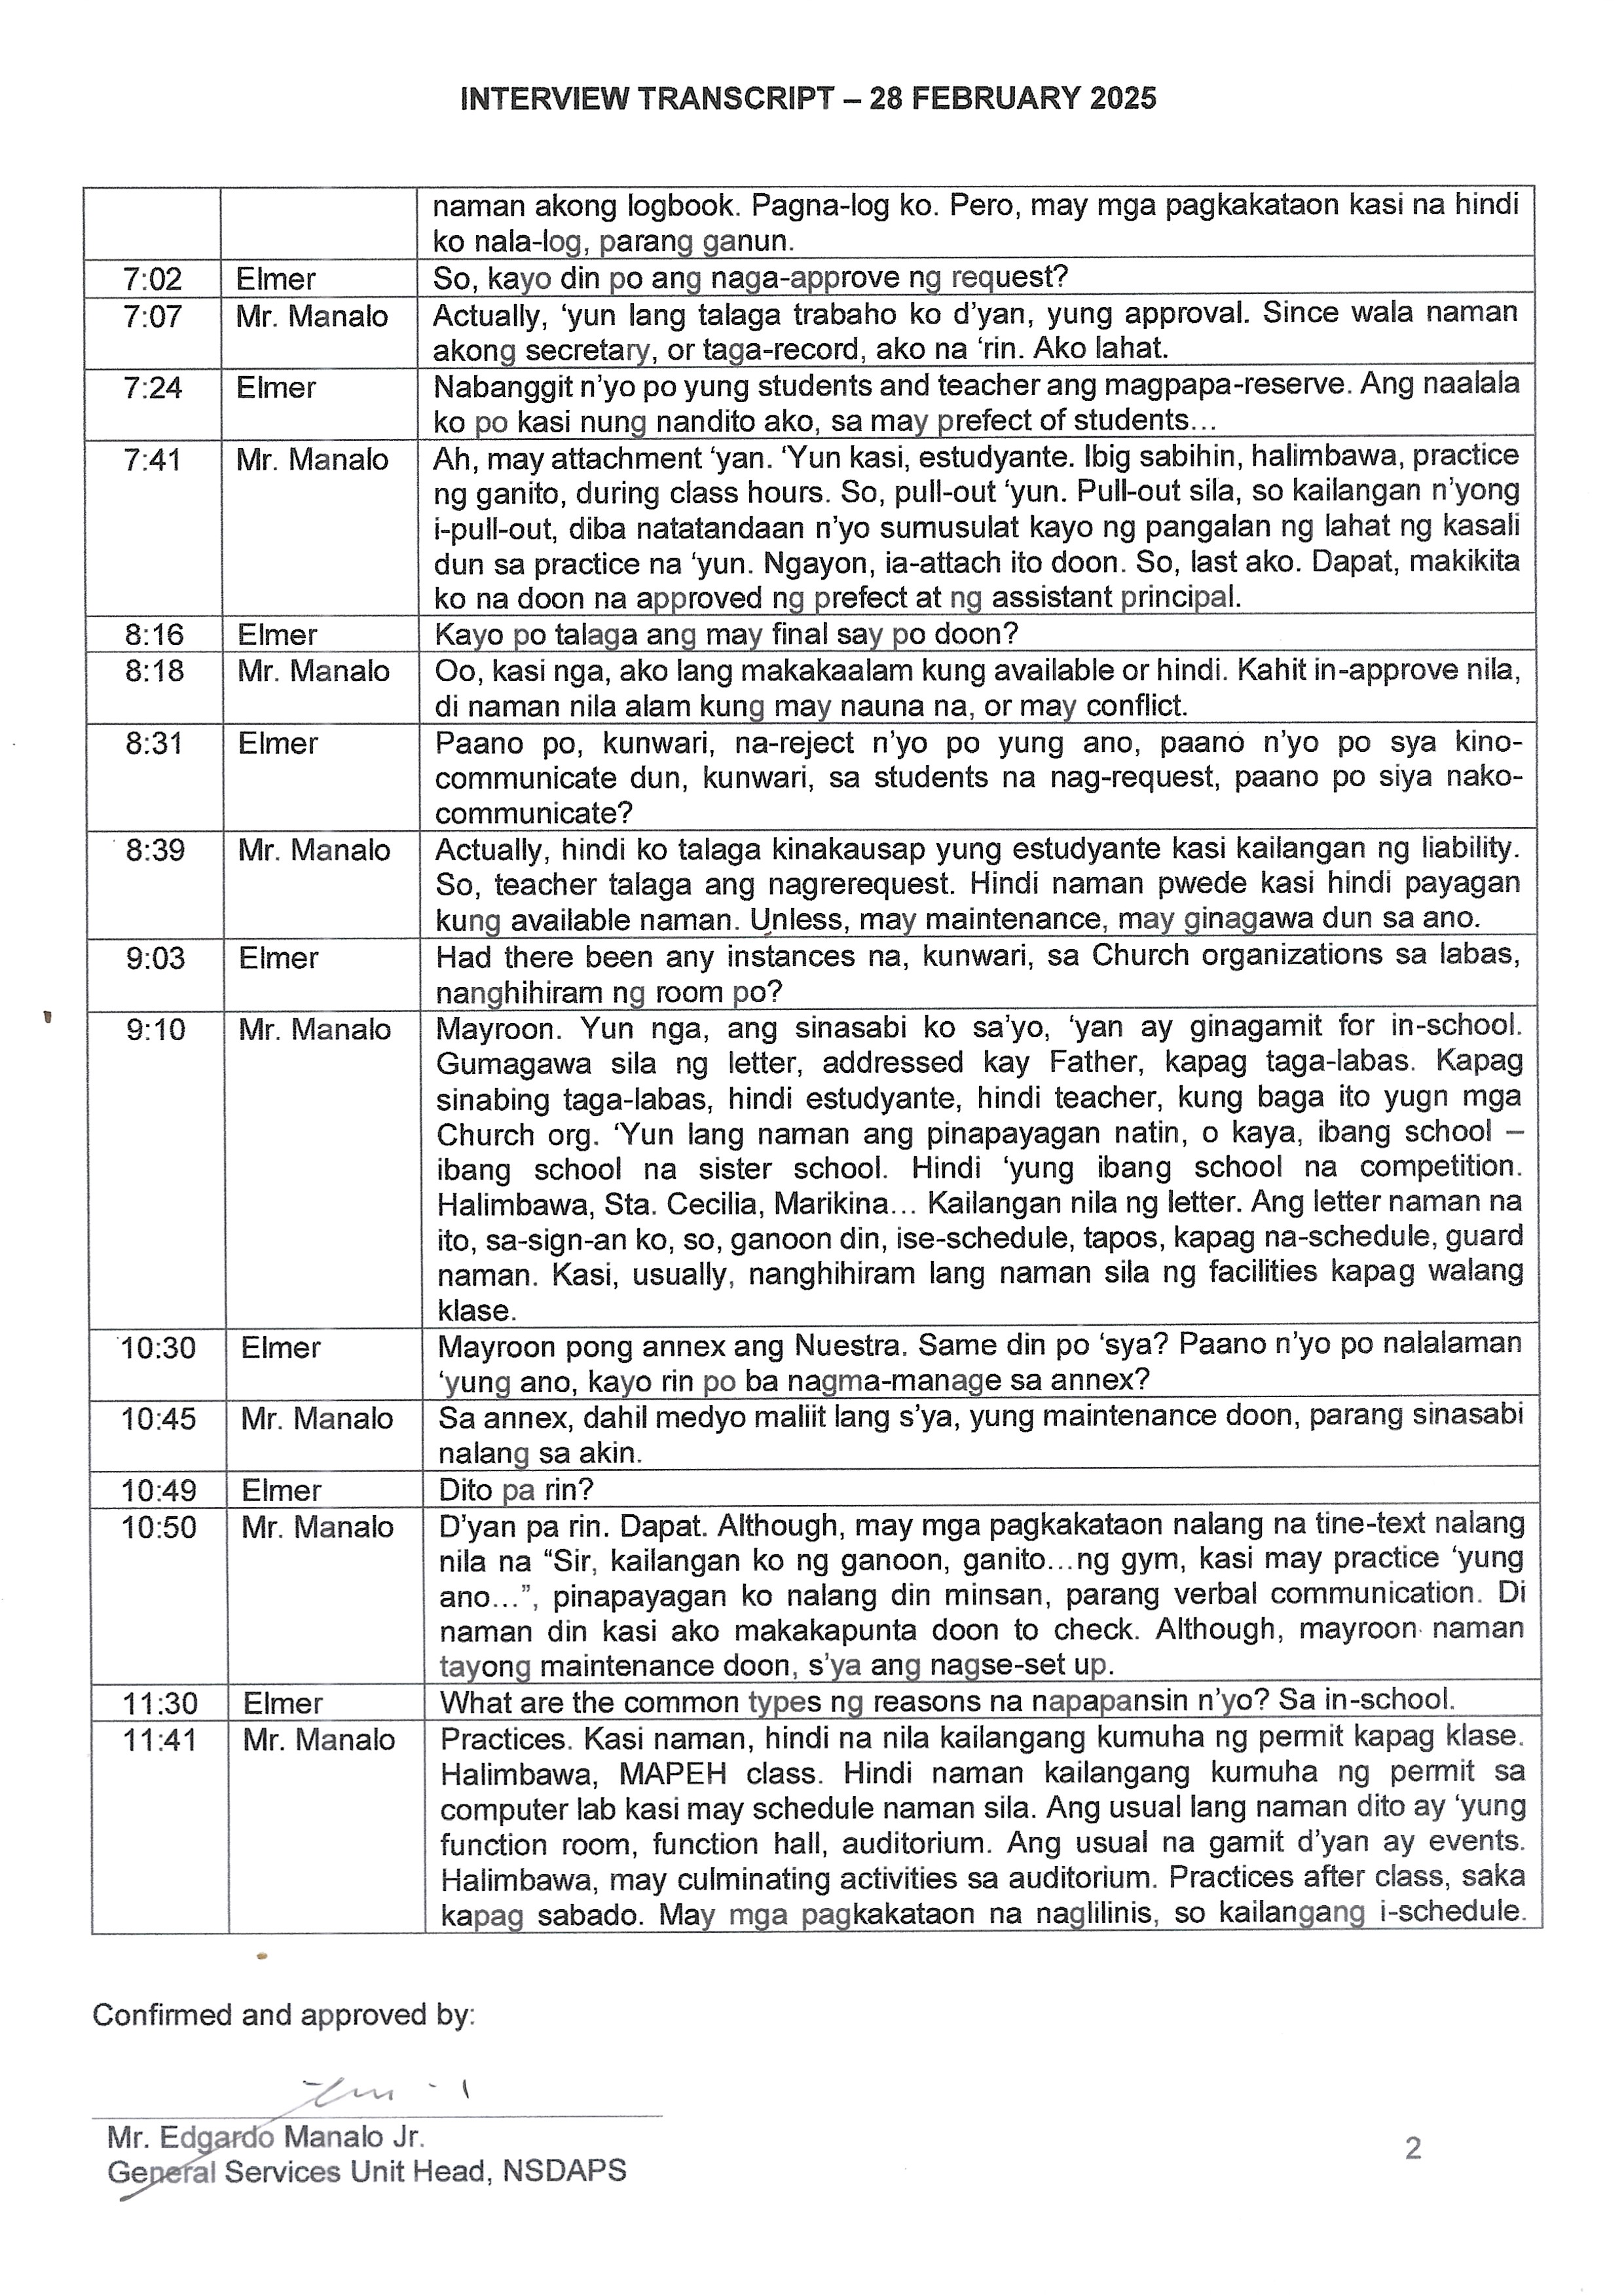 INTERVIEW TRANSCRIPT – 28 FEBRUARY 2025
naman akong logbook. Pagna-log ko. Pero, may mga pagkakataon kasi na hindi
ko nala-log, parang ganun.
7:02 Elmer So, kayo din po ang naga-approve ng request?
7:07 Mr. Manalo Actually, ‘yun lang talaga trabaho ko d’yan, yung approval. Since wala naman
akong secretary, or taga-record, ako na ‘rin. Ako lahat.
7:24 Elmer Nabanggit n’yo po yung students and teacher ang magpapa-reserve. Ang naalala
ko po kasi nung nandito ako, sa may prefect of students…
7:41 Mr. Manalo Ah, may attachment ‘yan. ‘Yun kasi, estudyante. Ibig sabihin, halimbawa, practice
ng ganito, during class hours. So, pull-out ‘yun. Pull-out sila, so kailangan n’yong
i-pull-out, diba natatandaan n’yo sumusulat kayo ng pangalan ng lahat ng kasali
dun sa practice na ‘yun. Ngayon, ia-attach ito doon. So, last ako. Dapat, makikita
ko na doon na approved ng prefect at ng assistant principal.
8:16 Elmer Kayo po talaga ang may final say po doon?
8:18 Mr. Manalo Oo, kasi nga, ako lang makakaalam kung available or hindi. Kahit in-approve nila,
di naman nila alam kung may nauna na, or may conflict.
8:31 Elmer Paano po, kunwari, na-reject n’yo po yung ano, paano n’yo po sya kino-
communicate dun, kunwari, sa students na nag-request, paano po siya nako-
communicate?
8:39 Mr. Manalo Actually, hindi ko talaga kinakausap yung estudyante kasi kailangan ng liability.
So, teacher talaga ang nagrerequest. Hindi naman pwede kasi hindi payagan
kung available naman. Unless, may maintenance, may ginagawa dun sa ano.
9:03 Elmer Had there been any instances na, kunwari, sa Church organizations sa labas,
nanghihiram ng room po?
9:10 Mr. Manalo Mayroon. Yun nga, ang sinasabi ko sa’yo, ‘yan ay ginagamit for in-school.
Gumagawa sila ng letter, addressed kay Father, kapag taga-labas. Kapag
sinabing taga-labas, hindi estudyante, hindi teacher, kung baga ito yugn mga
Church org. ‘Yun lang naman ang pinapayagan natin, o kaya, ibang school –
ibang school na sister school. Hindi ‘yung ibang school na competition.
Halimbawa, Sta. Cecilia, Marikina… Kailangan nila ng letter. Ang letter naman na
ito, sa-sign-an ko, so, ganoon din, ise-schedule, tapos, kapag na-schedule, guard
naman. Kasi, usually, nanghihiram lang naman sila ng facilities kapag walang
klase.
10:30 Elmer Mayroon pong annex ang Nuestra. Same din po ‘sya? Paano n’yo po nalalaman
‘yung ano, kayo rin po ba nagma-manage sa annex?
10:45 Mr. Manalo Sa annex, dahil medyo maliit lang s’ya, yung maintenance doon, parang sinasabi
nalang sa akin.
10:49 Elmer Dito pa rin?
10:50 Mr. Manalo D’yan pa rin. Dapat. Although, may mga pagkakataon nalang na tine-text nalang
nila na “Sir, kailangan ko ng ganoon, ganito…ng gym, kasi may practice ‘yung
ano…”, pinapayagan ko nalang din minsan, parang verbal communication. Di
naman din kasi ako makakapunta doon to check. Although, mayroon naman
tayong maintenance doon, s’ya ang nagse-set up.
11:30 Elmer What are the common types ng reasons na napapansin n’yo? Sa in-school.
11:41 Mr. Manalo Practices. Kasi naman, hindi na nila kailangang kumuha ng permit kapag klase.
Halimbawa, MAPEH class. Hindi naman kailangang kumuha ng permit sa
computer lab kasi may schedule naman sila. Ang usual lang naman dito ay ‘yung
function room, function hall, auditorium. Ang usual na gamit d’yan ay events.
Halimbawa, may culminating activities sa auditorium. Practices after class, saka
kapag sabado. May mga pagkakataon na naglilinis, so kailangang i-schedule.
Confirmed and approved by:
Mr. Edgardo Manalo Jr.
General Services Unit Head, NSDAPS
2